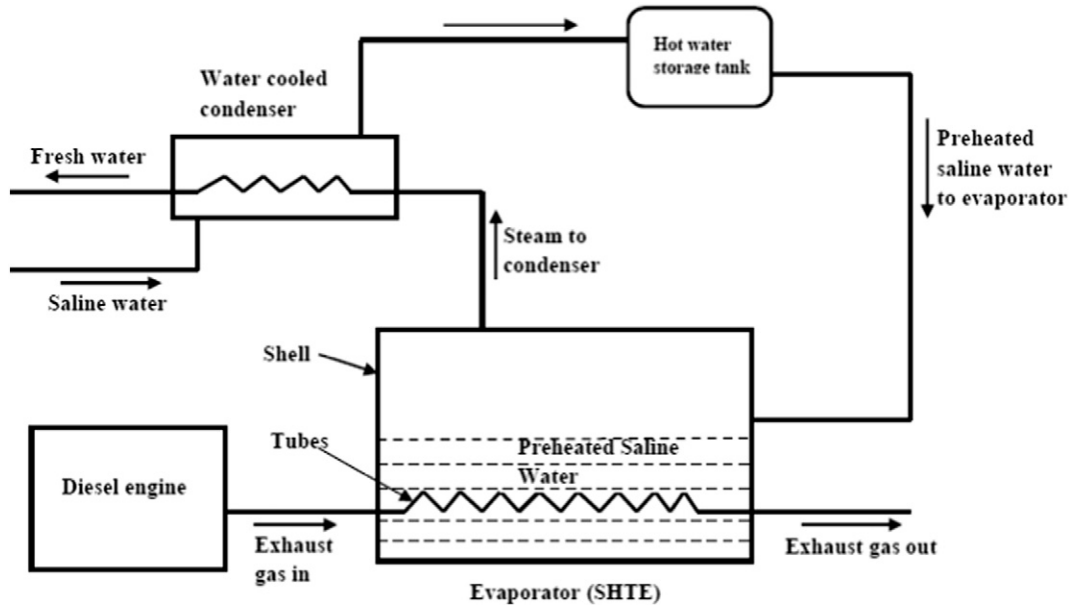 Hot water
storage tank
Water cooled
condenser
Fresh water
Preheated
saline water
to evaporator
Steam to
condenser
Saline water
Shell
Tubes
Preheated Saline
Water
Diesel engine
Exhaust
gas in
Exhaust gas out
Evaporator (SHTE)